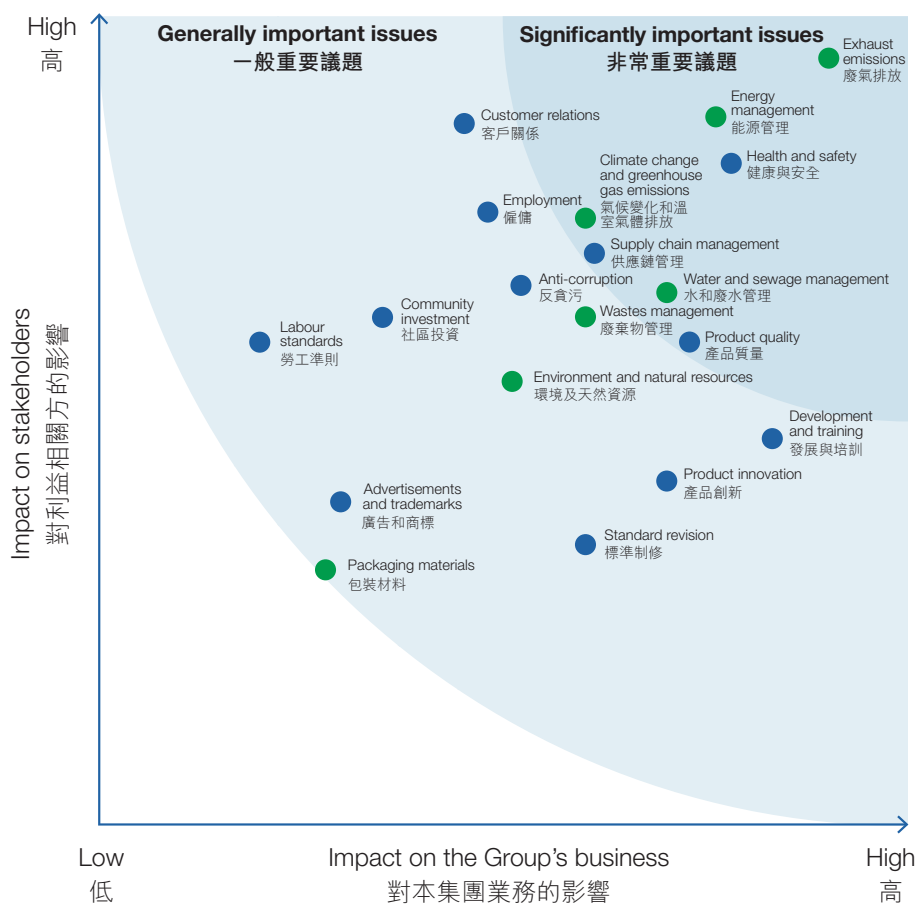 High
高
Generally important issues
一般重要議題
Significantly important issues
非常重要議題
Exhaust
emissions
廢氣排放
Energy
management
能源管理
Customer relations
客戶關係
Health and safety
健康與安全
Climate change
and greenhouse
gas emissions
氣候變化和溫
室氣體排放
Employment
僱傭
Supply chain management
供應鏈管理
Anti-corruption
反貪污
Water and sewage management
水和廢水管理
Community
investment
社區投資
Wastes management
廢棄物管理
Labour
standards
勞工準則
Product quality
產品質量
Environment and natural resources
環境及天然資源
Development
and training
發展與培訓
Product innovation
產品創新
Advertisements
and trademarks
廣告和商標
Standard revision
標準制修
Packaging materials
包裝材料
Impact on stakeholders
對利益相關方的影響
Low
低
Impact on the Group's business
對本集團業務的影響
High
高